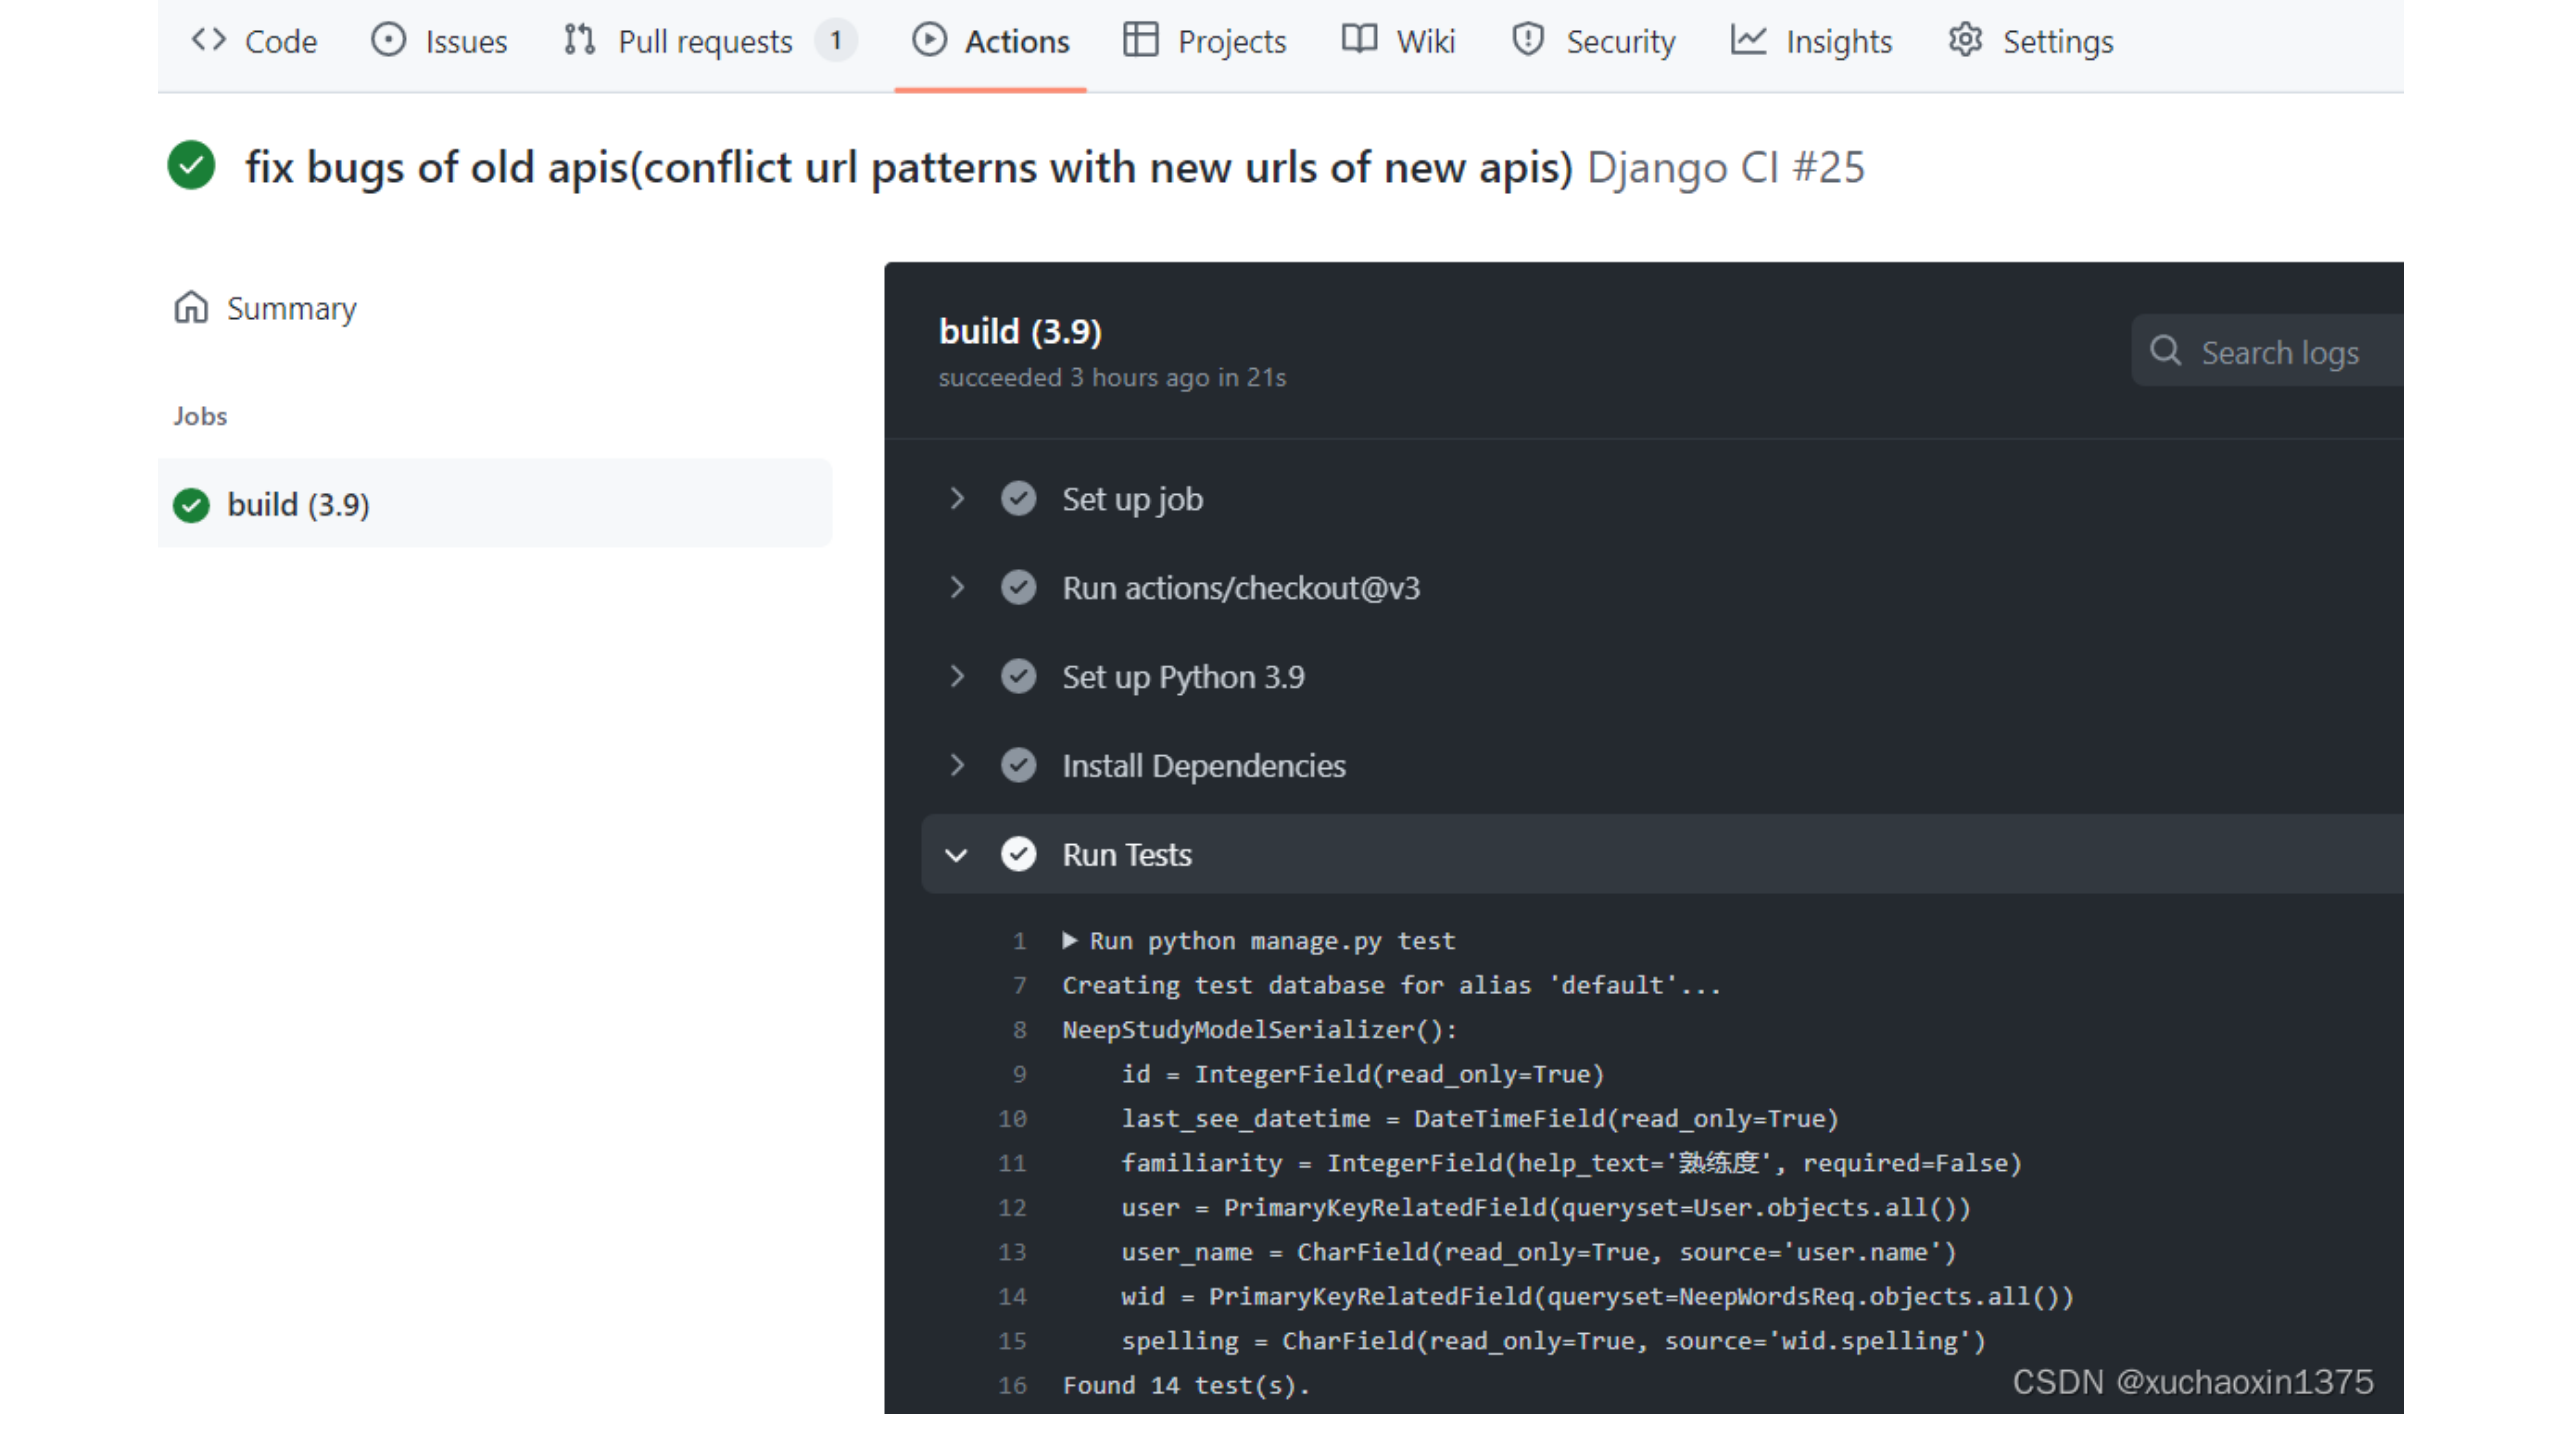 Code Issues Pull requests 1 Actions Projects Wiki Security Insights Settings
fix bugs of old apis(conflict url patterns with new urls of new apis) Django CI #25
Summary
Jobs
build (3.9)
build (3.9)
succeeded 3 hours ago in 21s
Search logs
Set up job
Run actions/checkout@v3
Set up Python 3.9
Install Dependencies
Run Tests
1 Run python manage.py test
7 Creating test database for alias 'default'...
8 NeepStudyModelSerializer():
9 id = IntegerField(read_only=True)
10 last_see_datetime = DateTimeField(read_only=True)
11 familiarity = IntegerField(help_text='熟练度', required=False)
12 user = PrimaryKeyRelatedField(queryset=User.objects.all())
13 user_name = CharField(read_only=True, source='user.name')
14 wid = PrimaryKeyRelatedField(queryset=NeepWordsReq.objects.all())
15 spelling = CharField(read_only=True, source='wid.spelling')
16 Found 14 test(s).
CSDN @xuchaoxin1375